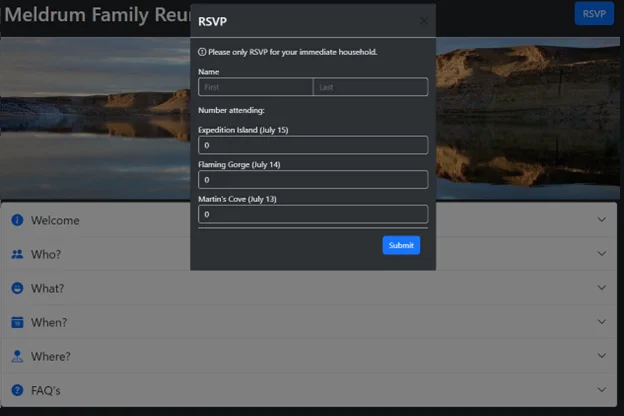 Meldrum Family Reu
RSVP
RSVP
Please only RSVP for your immediate household.
Name
First
Last
Number attending:
Expedition Island (July 15)
0
Flaming Gorge (July 14)
0
Martin's Cove (July 13)
0
Submit
Welcome
Who?
What?
When?
Where?
FAQ's